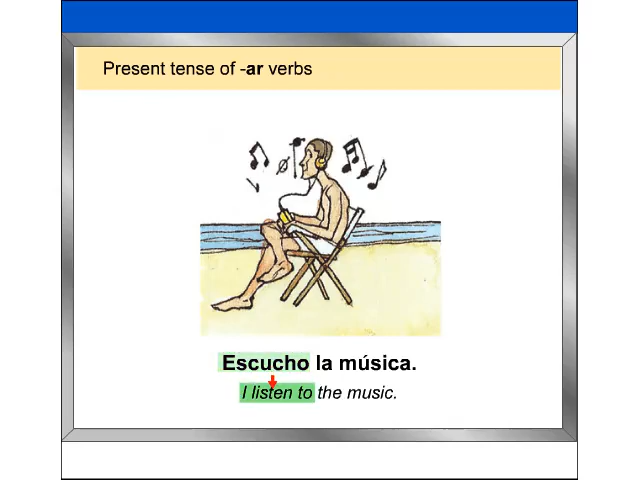 Present tense of -ar verbs
Escucho la música.
I listen to the music.